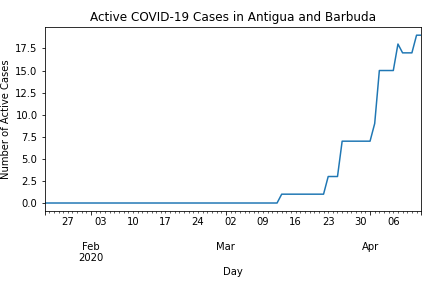 Active COVID-19 Cases in Antigua and Barbuda
Number of Active Cases
17.5
15.0
12.5
10.0
7.5
5.0
2.5
0.0
27 03 10 17 24 02 09 16 23 30 06
Feb Mar Apr
2020
Day